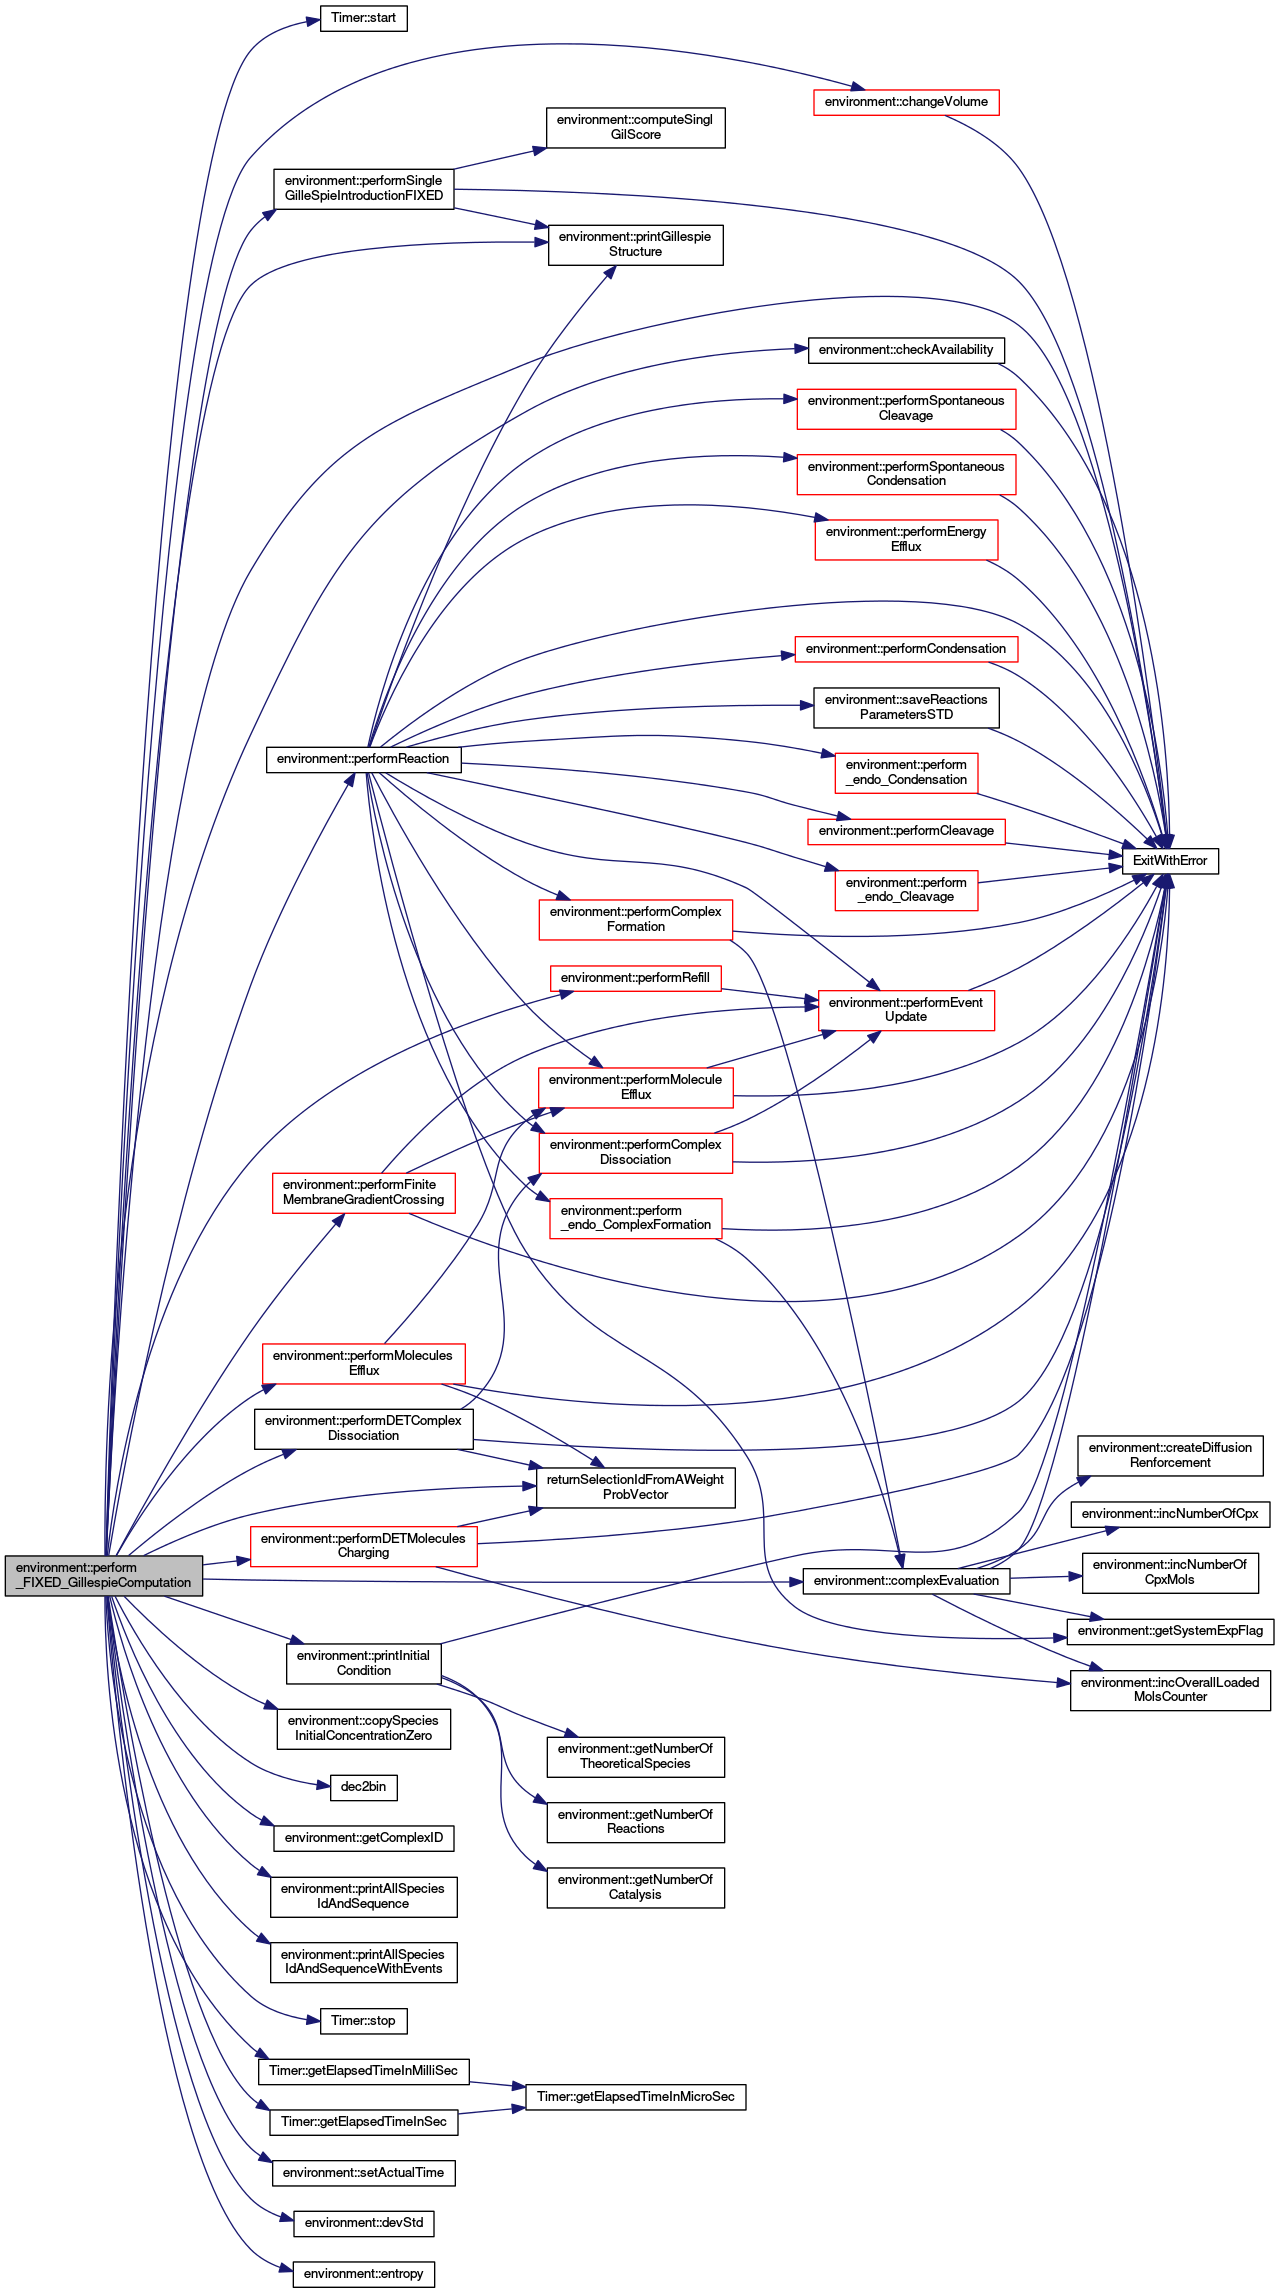 Timer::start
environment::changeVolume
environment::computeSingl
GilScore
environment::performSingle
GilleSpieIntroductionFIXED
environment::printGillespie
Structure
environment::checkAvailability
environment::performSpontaneous
Cleavage
environment::performSpontaneous
Condensation
environment::performEnergy
Efflux
environment::performCondensation
environment::saveReactions
ParametersSTD
environment::performReaction
environment::perform
_endo_Condensation
environment::performCleavage
ExitWithError
environment::perform
_endo_Cleavage
environment::performComplex
Formation
environment::performRefill
environment::performEvent
Update
environment::performMolecule
Efflux
environment::performComplex
Dissociation
environment::performFinite
MembraneGradientCrossing
environment::perform
_endo_ComplexFormation
environment::performMolecules
Efflux
environment::performDETComplex
Dissociation
environment::createDiffusion
Renforcement
returnSelectionIdFromAWeight
ProbVector
environment::incNumberOfCpx
environment::performDETMolecules
Charging
environment::perform
_FIXED_GillespieComputation
environment::complexEvaluation
environment::incNumberOf
CpxMols
environment::getSystemExpFlag
environment::printInitial
Condition
environment::incOverallLoaded
MolsCounter
environment::copySpecies
InitialConcentrationZero
environment::getNumberOf
TheoreticalSpecies
dec2bin
environment::getNumberOf
Reactions
environment::getComplexID
environment::getNumberOf
Catalysis
environment::printAllSpecies
IdAndSequence
environment::printAllSpecies
IdAndSequenceWithEvents
Timer::stop
Timer::getElapsedTimeInMilliSec
Timer::getElapsedTimeInMicroSec
Timer::getElapsedTimeInSec
environment::setActualTime
environment::devStd
environment::entropy